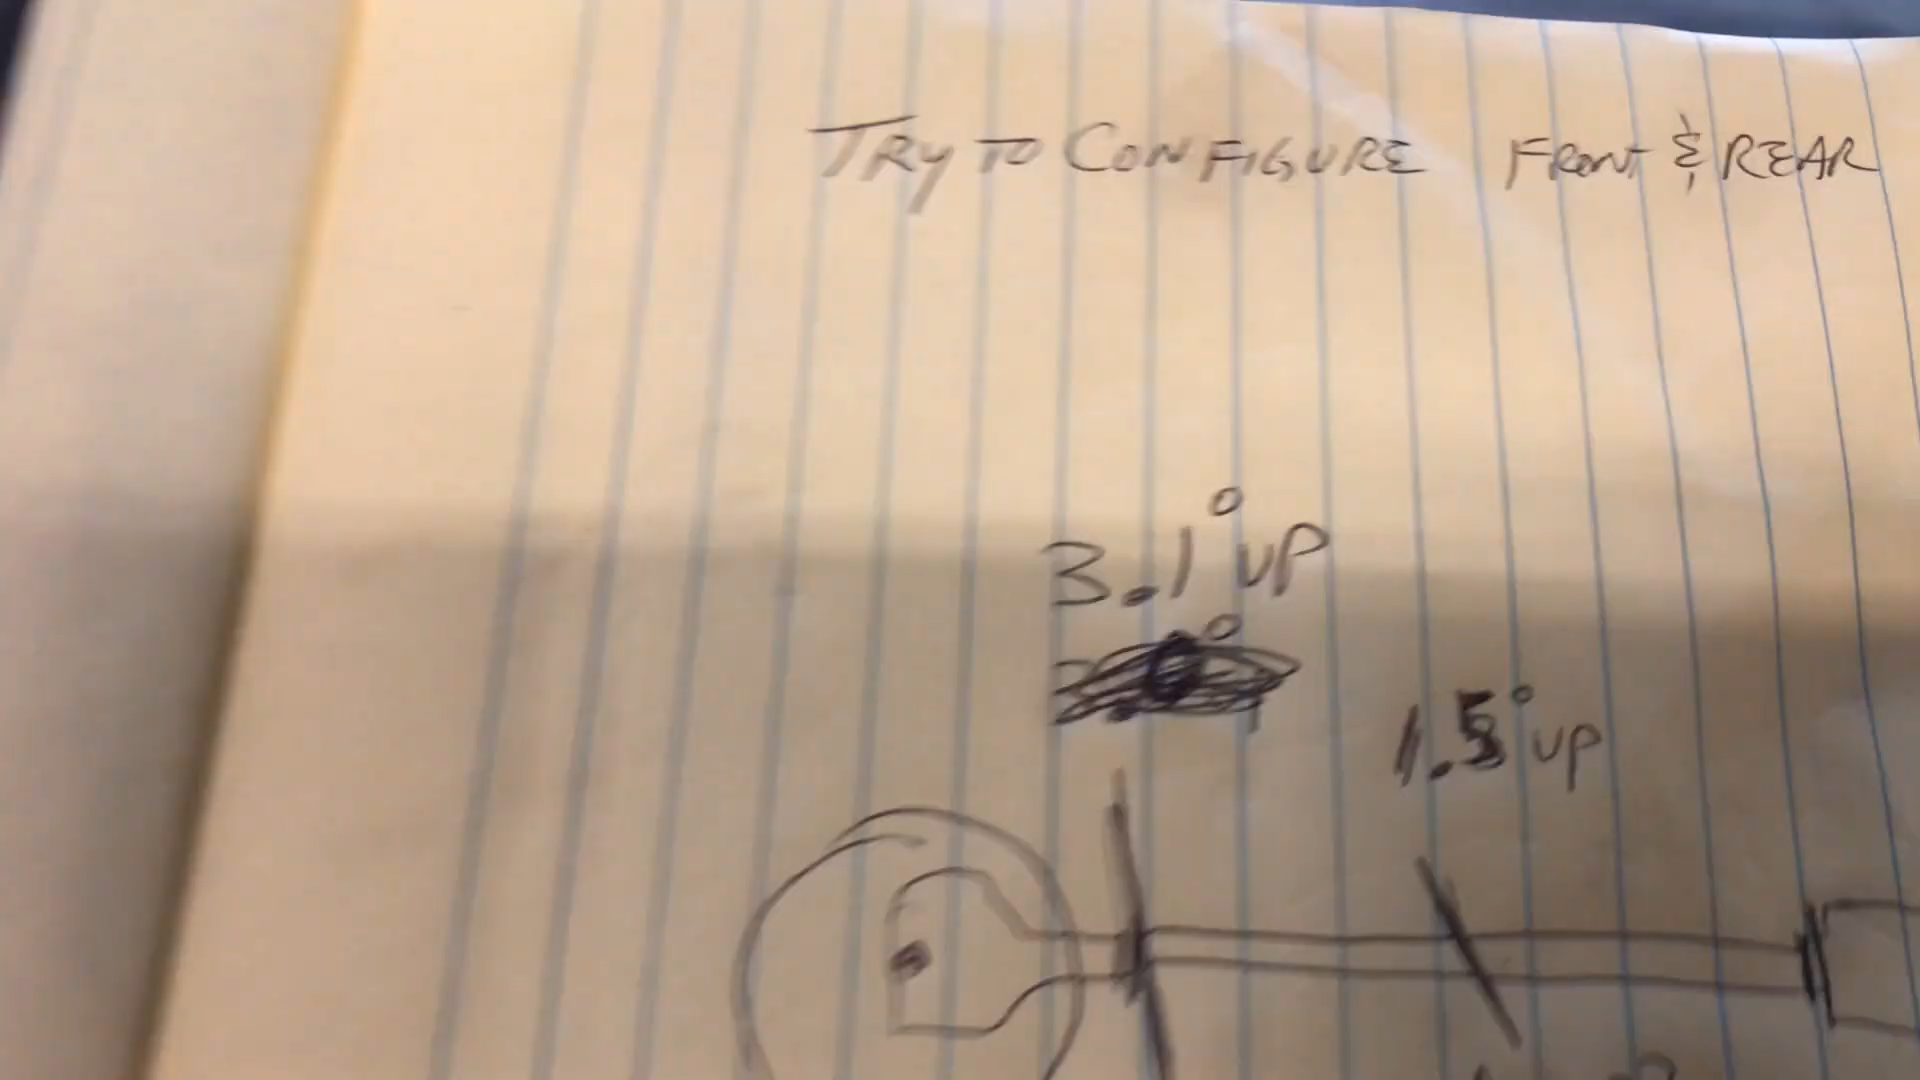 TRY TO CONFIGURE FRONT & REAR
3.1° UP
1.5° UP